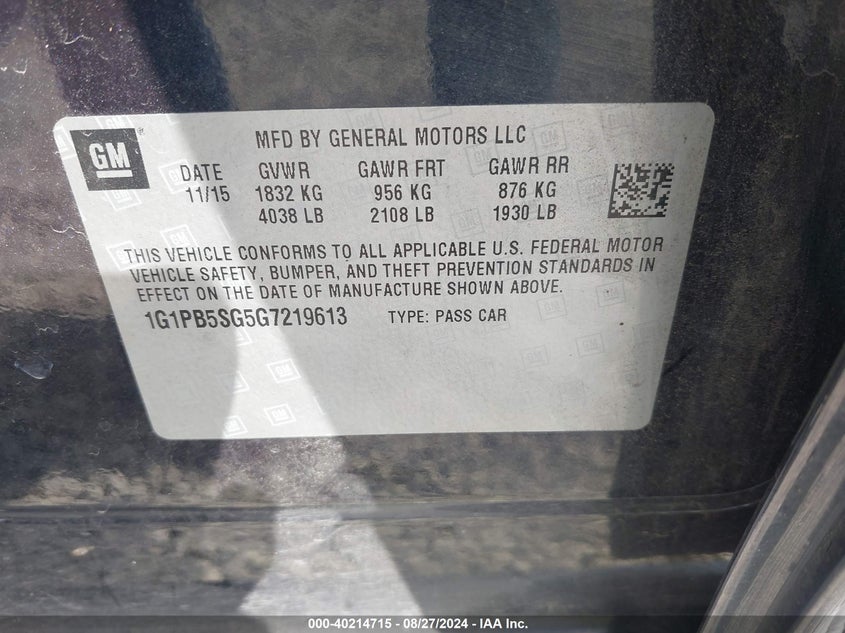 GM
MFD BY GENERAL MOTORS LLC
DATE GVWR GAWR FRT GAWR RR
11/15 1832 KG 956 KG 876 KG
4038 LB 2108 LB 1930 LB
THIS VEHICLE CONFORMS TO ALL APPLICABLE U.S. FEDERAL MOTOR
VEHICLE SAFETY, BUMPER, AND THEFT PREVENTION STANDARDS IN
EFFECT ON THE DATE OF MANUFACTURE SHOWN ABOVE.
1G1PB5SG5G7219613 TYPE: PASS CAR
000-40214715 - 08/27/2024 - IAA Inc.